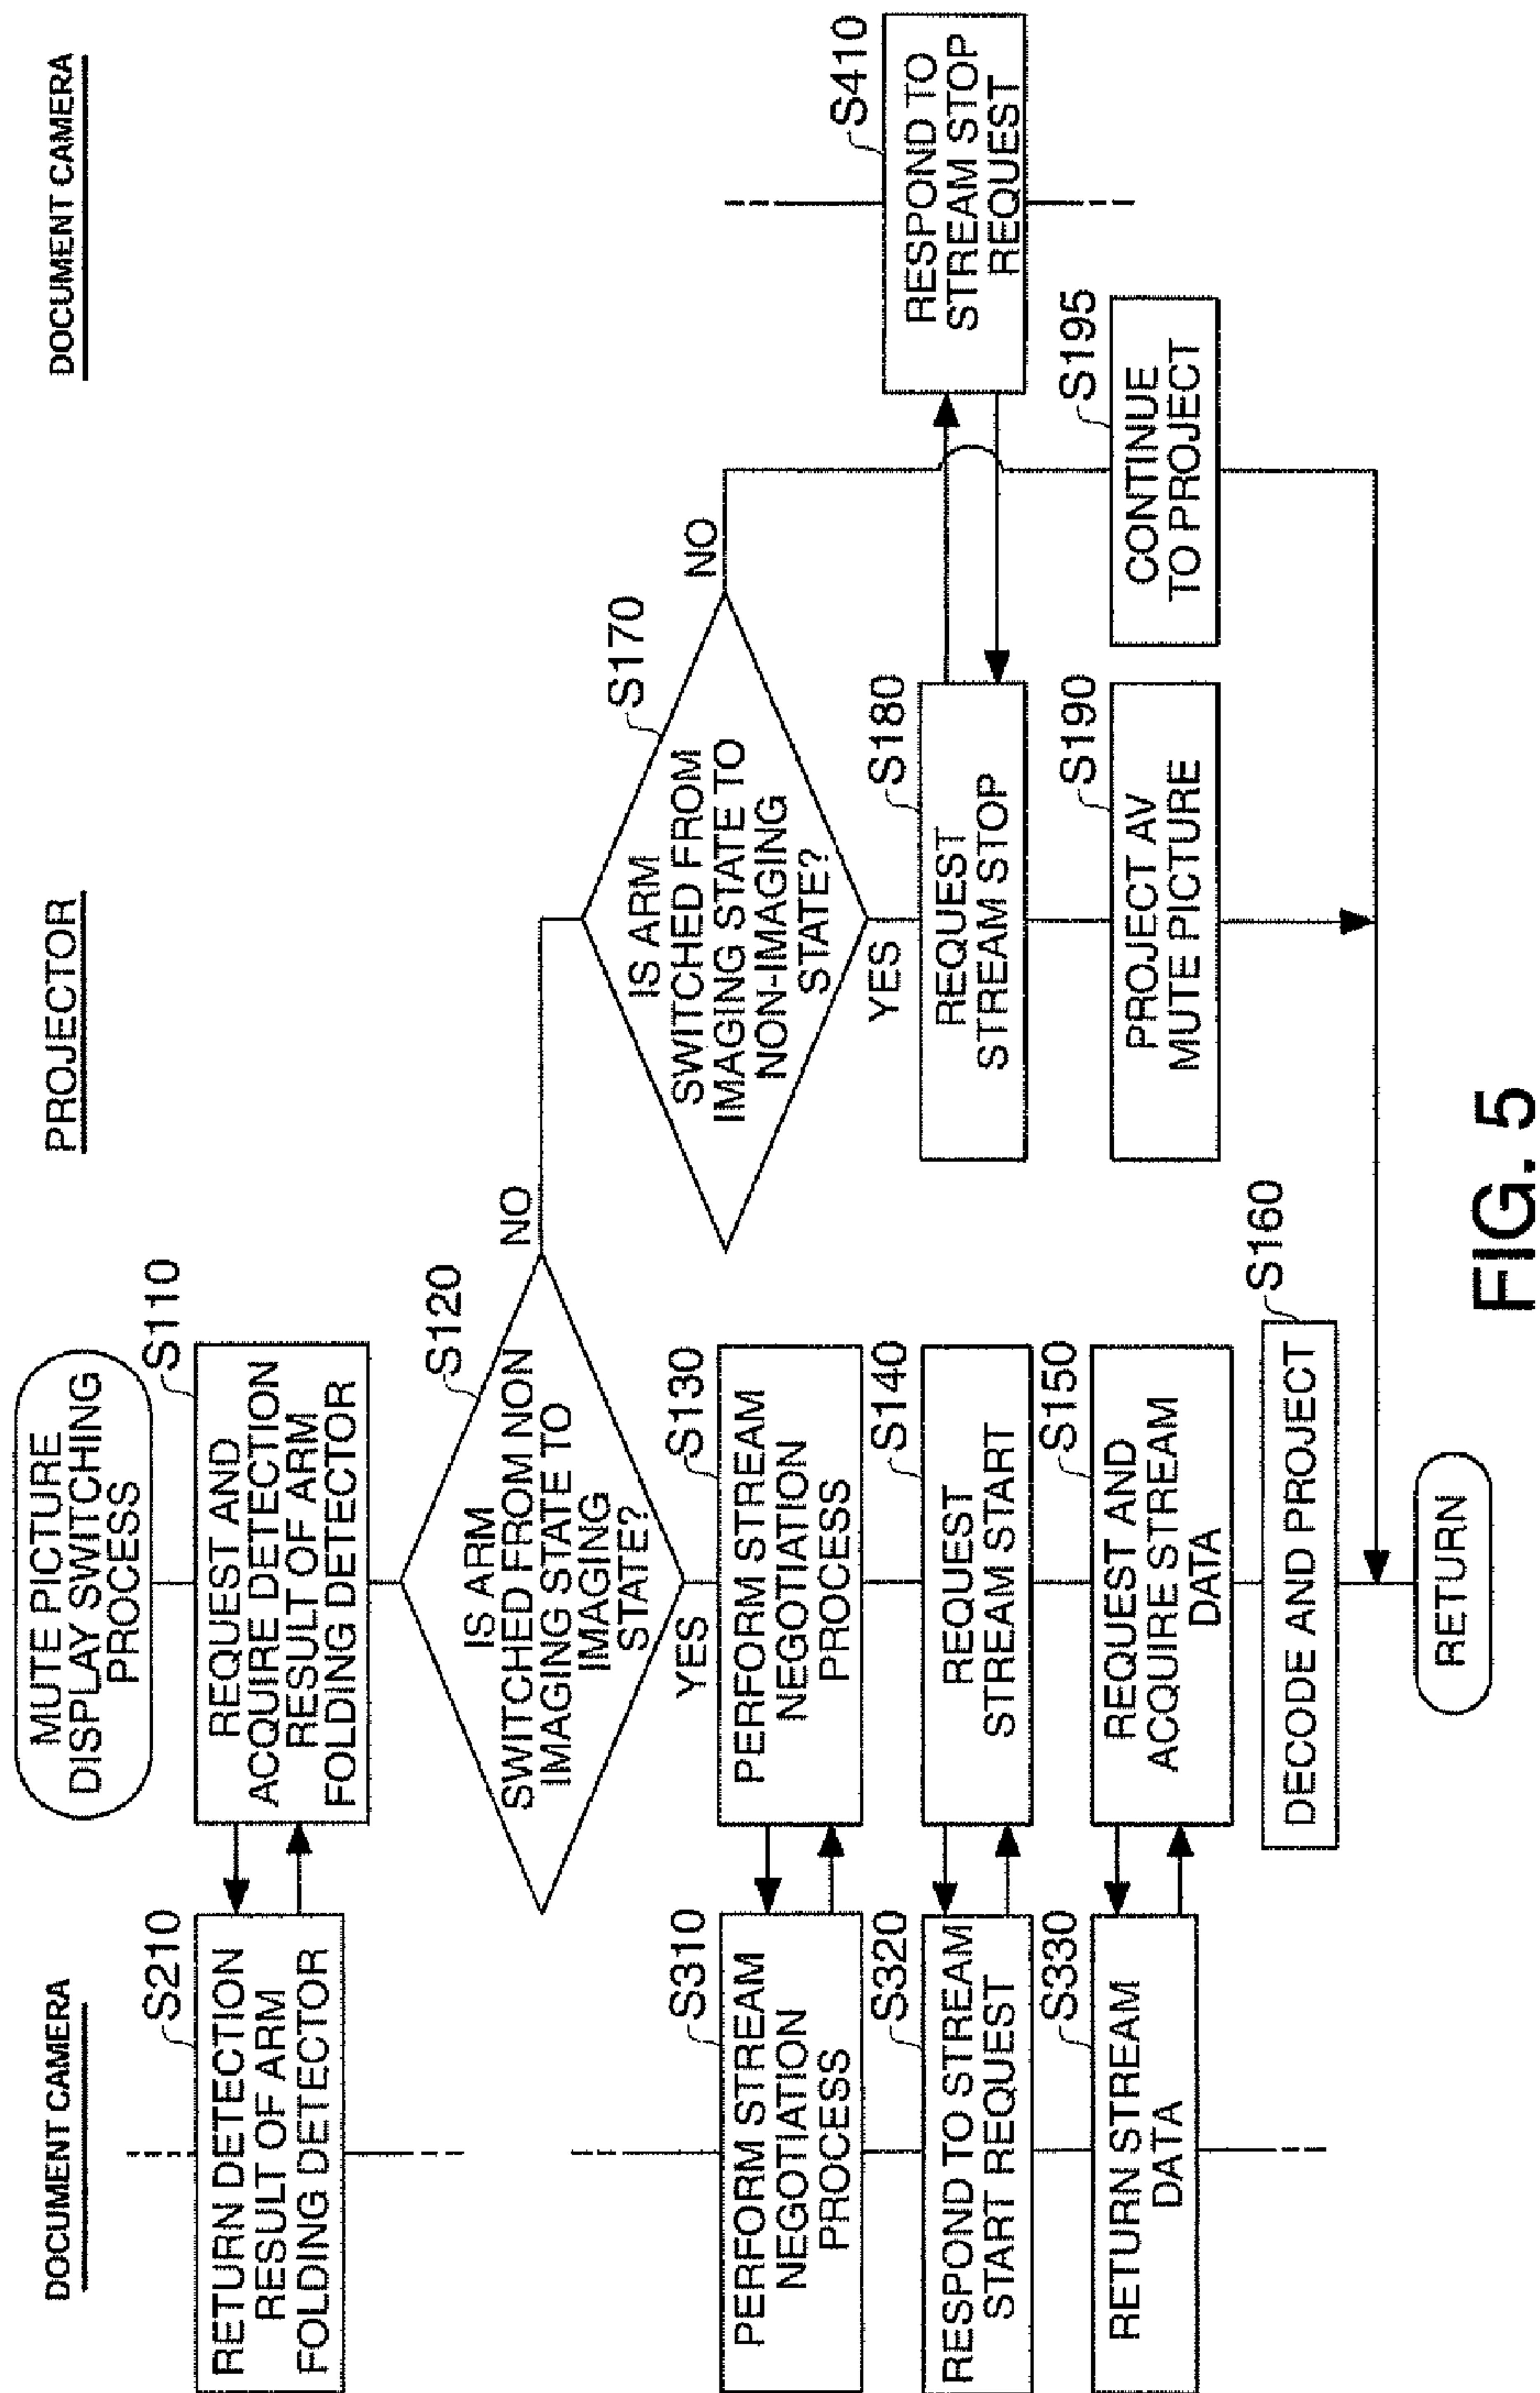 DOCUMENT CAMERA
PROJECTOR
DOCUMENT CAMERA
MUTE PICTURE
DISPLAY SWITCHING
PROCESS
S210
RETURN DETECTION
RESULT OF ARM
FOLDING DETECTOR
S110
REQUEST AND
ACQUIRE DETECTION
RESULT OF ARM
FOLDING DETECTOR
S120
IS ARM
SWITCHED FROM NON
IMAGING STATE TO
IMAGING
STATE?
NO
YES
S170
IS ARM
SWITCHED FROM
IMAGING STATE TO
NON-IMAGING
STATE?
NO
YES
S310
PERFORM STREAM
NEGOTIATION
PROCESS
S130
PERFORM STREAM
NEGOTIATION
PROCESS
S320
RESPOND TO STREAM
START REQUEST
S140
REQUEST
STREAM START
S180
REQUEST
STREAM STOP
S410
RESPOND TO
STREAM STOP
REQUEST
S330
RETURN STREAM
DATA
S150
REQUEST AND
ACQUIRE STREAM
DATA
S190
PROJECT AV
MUTE PICTURE
S195
CONTINUE
TO PROJECT
S160
DECODE AND PROJECT
RETURN
FIG. 5